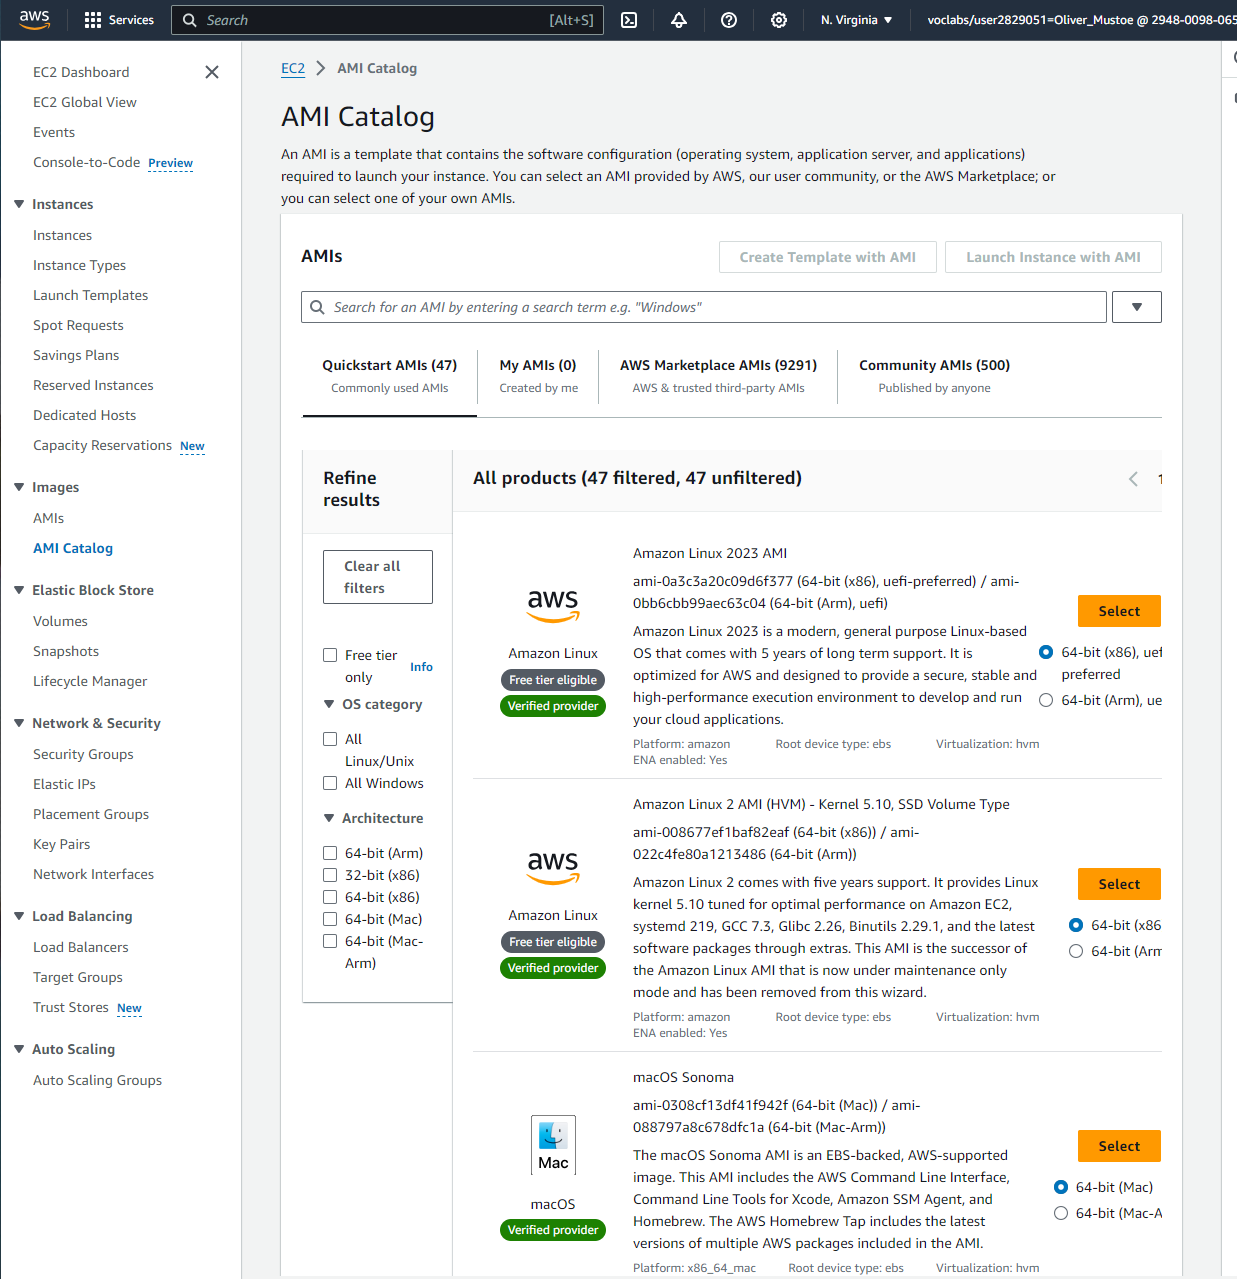 aws
Services
Search
[Alt+S]
N. Virginia
voclabs/user2829051=Oliver_Mustoe @ 2948-0098-065
EC2 Dashboard
EC2 Global View
Events
Console-to-Code Preview
Instances
Instances
Instance Types
Launch Templates
Spot Requests
Savings Plans
Reserved Instances
Dedicated Hosts
Capacity Reservations New
Images
AMIs
AMI Catalog
Elastic Block Store
Volumes
Snapshots
Lifecycle Manager
Network & Security
Security Groups
Elastic IPs
Placement Groups
Key Pairs
Network Interfaces
Load Balancing
Load Balancers
Target Groups
Trust Stores New
Auto Scaling
Auto Scaling Groups
EC2 > AMI Catalog
AMI Catalog
An AMI is a template that contains the software configuration (operating system, application server, and applications)
required to launch your instance. You can select an AMI provided by AWS, our user community, or the AWS Marketplace; or
you can select one of your own AMIs.
AMIs
Create Template with AMI
Launch Instance with AMI
Search for an AMI by entering a search term e.g. "Windows"
Quickstart AMIs (47)
Commonly used AMIs
My AMIs (0)
Created by me
AWS Marketplace AMIs (9291)
AWS & trusted third-party AMIs
Community AMIs (500)
Published by anyone
Refine
results
Clear all
filters
Free tier
only
Info
OS category
All
Linux/Unix
All Windows
Architecture
64-bit (Arm)
32-bit (x86)
64-bit (x86)
64-bit (Mac)
64-bit (Mac-
Arm)
All products (47 filtered, 47 unfiltered)
1
aws
Amazon Linux
Free tier eligible
Verified provider
Amazon Linux 2023 AMI
ami-0a3c3a20c09d6f377 (64-bit (x86), uefi-preferred) / ami-
0bb6cbb99aec63c04 (64-bit (Arm), uefi)
Amazon Linux 2023 is a modern, general purpose Linux-based
OS that comes with 5 years of long term support. It is
optimized for AWS and designed to provide a secure, stable and
high-performance execution environment to develop and run
your cloud applications.
Platform: amazon Root device type: ebs Virtualization: hvm
ENA enabled: Yes
Select
64-bit (x86), uef
preferred
64-bit (Arm), ue
aws
Amazon Linux
Free tier eligible
Verified provider
Amazon Linux 2 AMI (HVM) - Kernel 5.10, SSD Volume Type
ami-008677ef1baf82eaf (64-bit (x86)) / ami-
022c4fe80a1213486 (64-bit (Arm))
Amazon Linux 2 comes with five years support. It provides Linux
kernel 5.10 tuned for optimal performance on Amazon EC2,
systemd 219, GCC 7.3, Glibc 2.26, Binutils 2.29.1, and the latest
software packages through extras. This AMI is the successor of
the Amazon Linux AMI that is now under maintenance only
mode and has been removed from this wizard.
Platform: amazon Root device type: ebs Virtualization: hvm
ENA enabled: Yes
Select
64-bit (x86
64-bit (Arm
Mac
macOS
Verified provider
macOS Sonoma
ami-0308cf13df41f942f (64-bit (Mac)) / ami-
088797a8c678dfc1a (64-bit (Mac-Arm))
The macOS Sonoma AMI is an EBS-backed, AWS-supported
image. This AMI includes the AWS Command Line Interface,
Command Line Tools for Xcode, Amazon SSM Agent, and
Homebrew. The AWS Homebrew Tap includes the latest
versions of multiple AWS packages included in the AMI.
Platform: x86_64_mac Root device type: ebs Virtualization: hvm
Select
64-bit (Mac)
64-bit (Mac-A